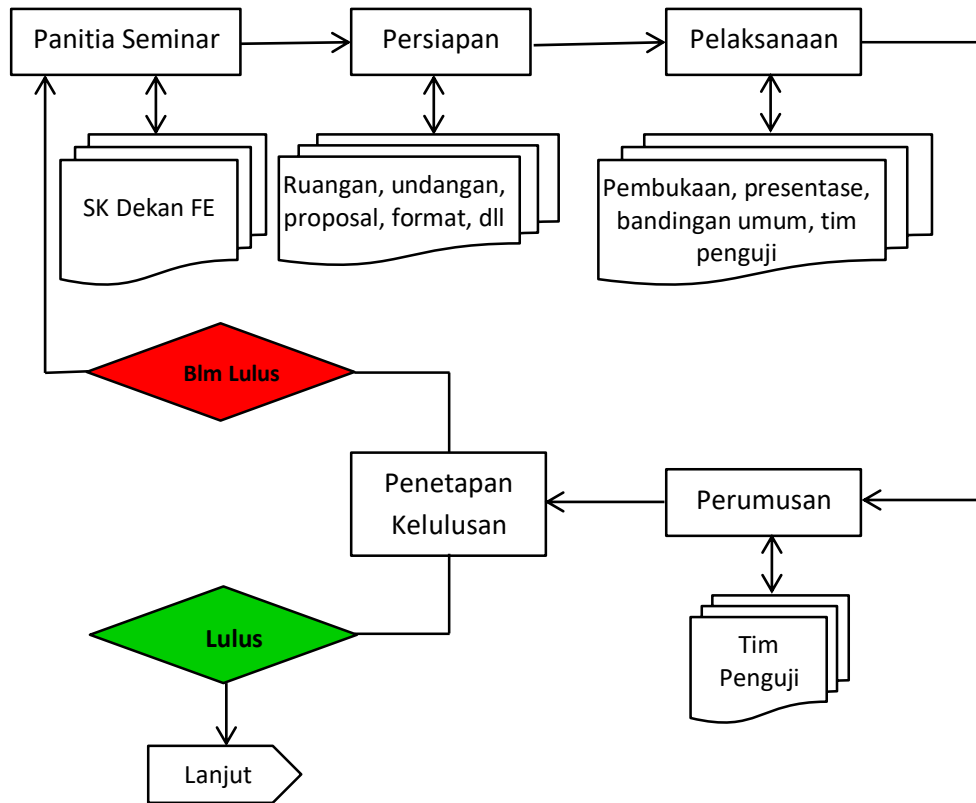 Panitia Seminar
Persiapan
Pelaksanaan
SK Dekan FE
Ruangan, undangan,
proposal, format, dll
Pembukaan, presentase,
bandingan umum, tim
penguji
Blm Lulus
Penetapan
Kelulusan
Perumusan
Lulus
Tim
Penguji
Lanjut